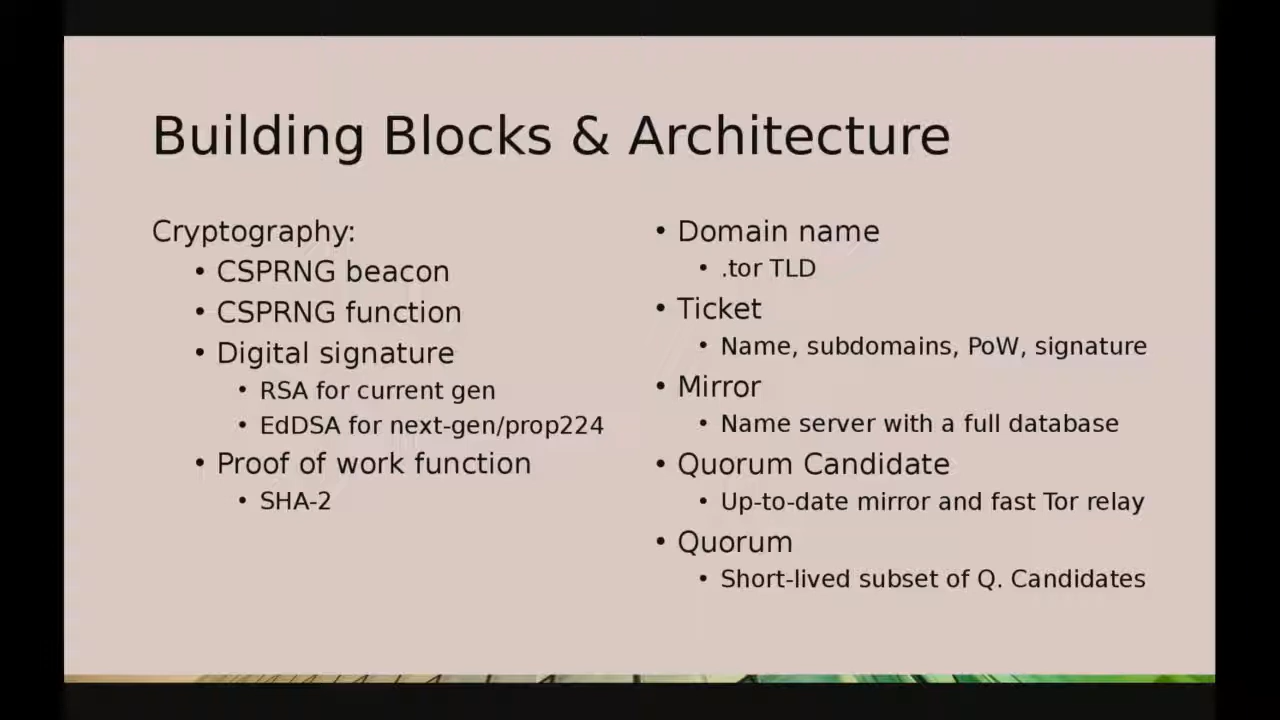 Building Blocks & Architecture
Cryptography:
• CSPRNG beacon
• CSPRNG function
• Digital signature
• RSA for current gen
• EdDSA for next-gen/prop224
• Proof of work function
• SHA-2
• Domain name
• .tor TLD
• Ticket
• Name, subdomains, PoW, signature
• Mirror
• Name server with a full database
• Quorum Candidate
• Up-to-date mirror and fast Tor relay
• Quorum
• Short-lived subset of Q. Candidates